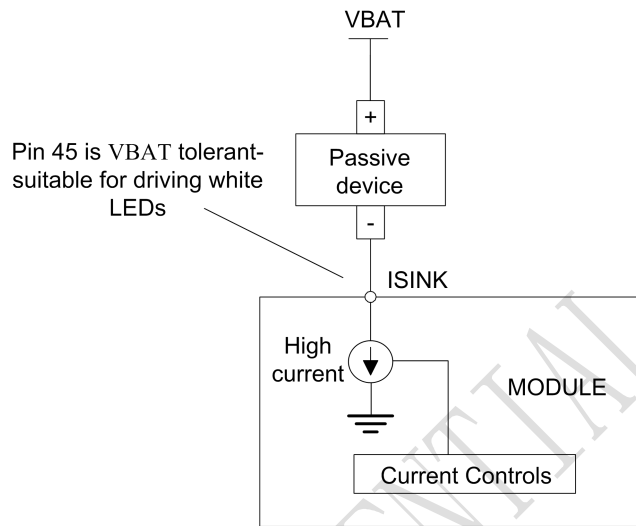 VBAT
+
Passive
device
-
Pin 45 is VBAT tolerant-
suitable for driving white
LEDs
ISINK
High
current
MODULE
Current Controls
ENTIAL